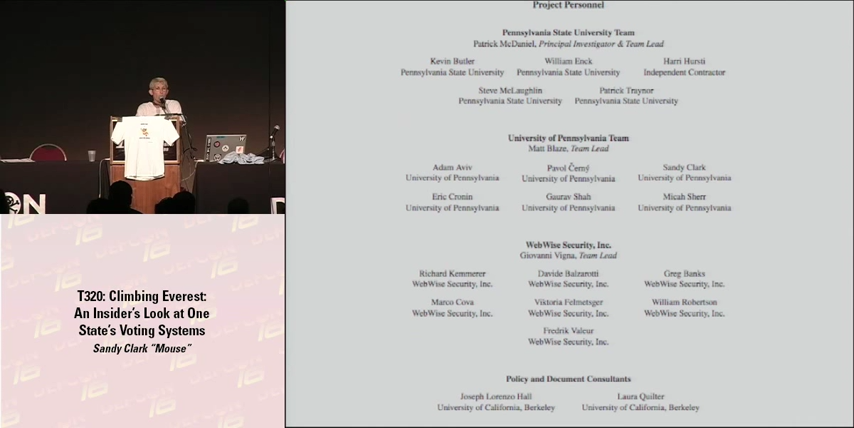 Project Personnel
Pennsylvania State University Team
Patrick McDaniel, Principal Investigator & Team Lead
Kevin Butler William Enck Harri Hursti
Pennsylvania State University Pennsylvania State University Independent Contractor
Steve McLaughlin Patrick Traynor
Pennsylvania State University Pennsylvania State University
University of Pennsylvania Team
Matt Blaze, Team Lead
Adam Aviv Pavol Černý Sandy Clark
University of Pennsylvania University of Pennsylvania University of Pennsylvania
Eric Cronin Gaurav Shah Micah Sherr
University of Pennsylvania University of Pennsylvania University of Pennsylvania
WebWise Security, Inc.
Giovanni Vigna, Team Lead
Richard Kemmerer Davide Balzarotti Greg Banks
WebWise Security, Inc. WebWise Security, Inc. WebWise Security, Inc.
Marco Cova Viktoria Felmetsger William Robertson
WebWise Security, Inc. WebWise Security, Inc. WebWise Security, Inc.
Fredrik Valeur
WebWise Security, Inc.
Policy and Document Consultants
Joseph Lorenzo Hall Laura Quilter
University of California, Berkeley University of California, Berkeley
ON
D
T320: Climbing Everest:
An Insider's Look at One
State's Voting Systems
Sandy Clark "Mouse"